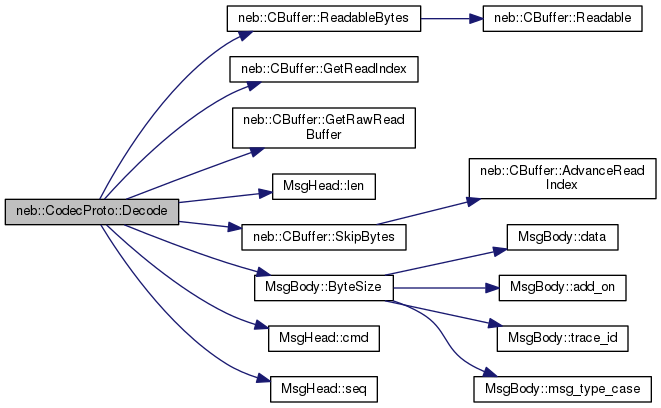 neb::CBuffer::ReadableBytes
neb::CBuffer::Readable
neb::CBuffer::GetReadIndex
neb::CBuffer::GetRawRead
Buffer
MsgHead::len
neb::CBuffer::AdvanceRead
Index
neb::CodecProto::Decode
neb::CBuffer::SkipBytes
MsgBody::data
MsgBody::ByteSize
MsgBody::add_on
MsgHead::cmd
MsgBody::trace_id
MsgHead::seq
MsgBody::msg_type_case